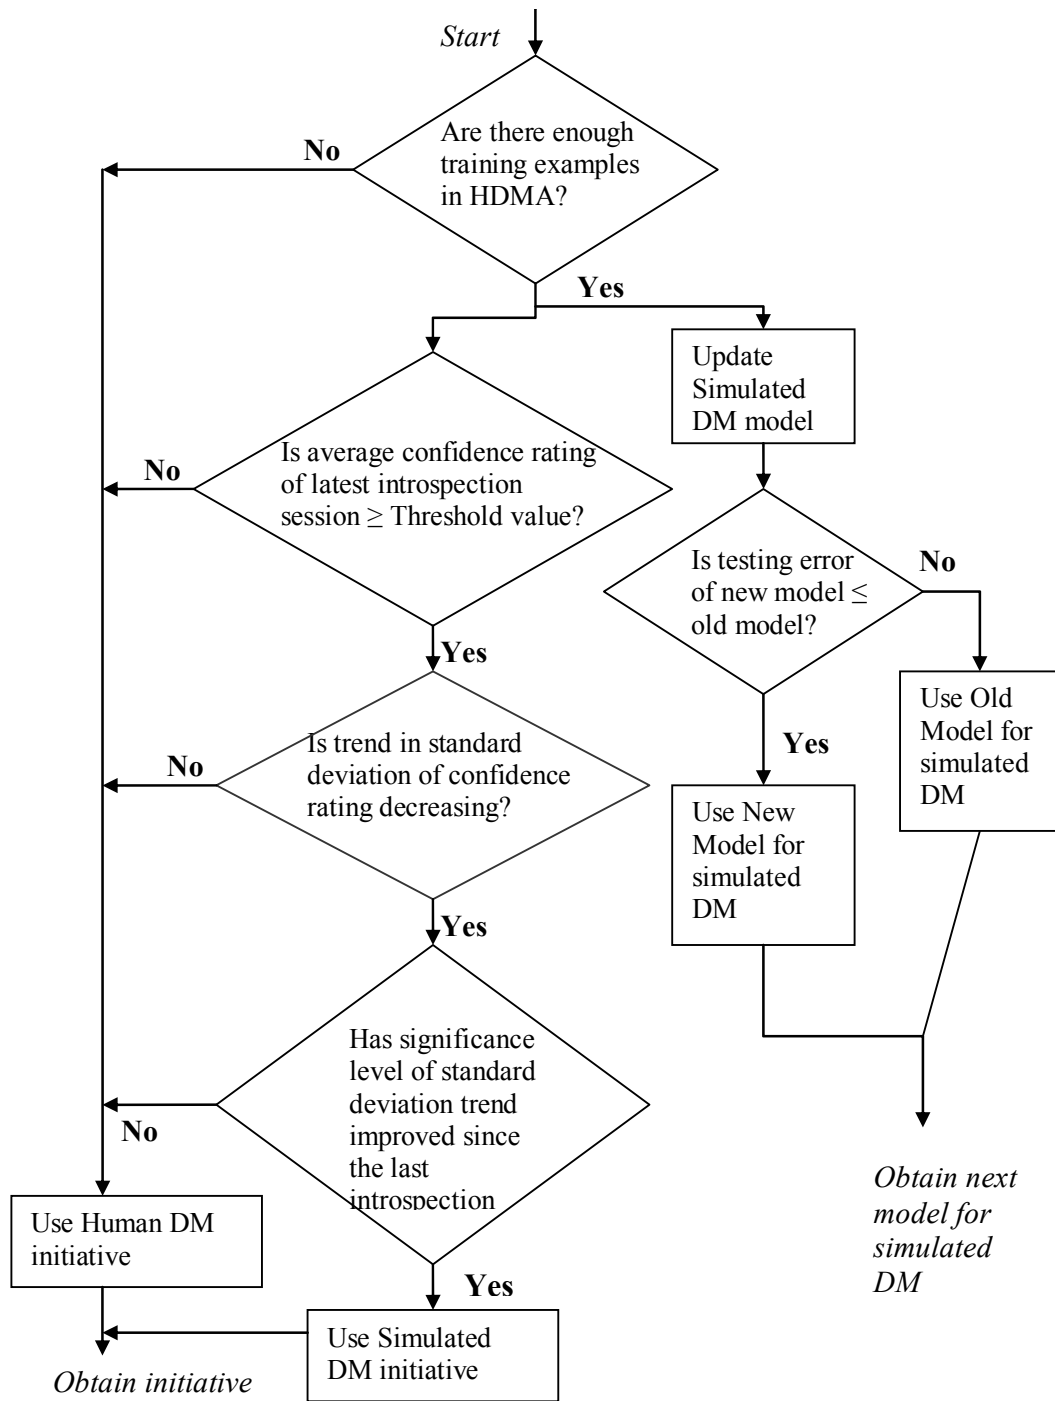 Start
Are there enough
training examples
in HDMA?
No
Yes
Update
Simulated
DM model
Is average confidence rating
of latest introspection
session ≥ Threshold value?
No
Is testing error
of new model ≤
old model?
No
Yes
Use Old
Model for
simulated
DM
Is trend in standard
deviation of confidence
rating decreasing?
No
Yes
Use New
Model for
simulated
DM
Yes
Has significance
level of standard
deviation trend
improved since
the last
introspection
No
Obtain next
model for
simulated
DM
Use Human DM
initiative
Yes
Use Simulated
DM initiative
Obtain initiative